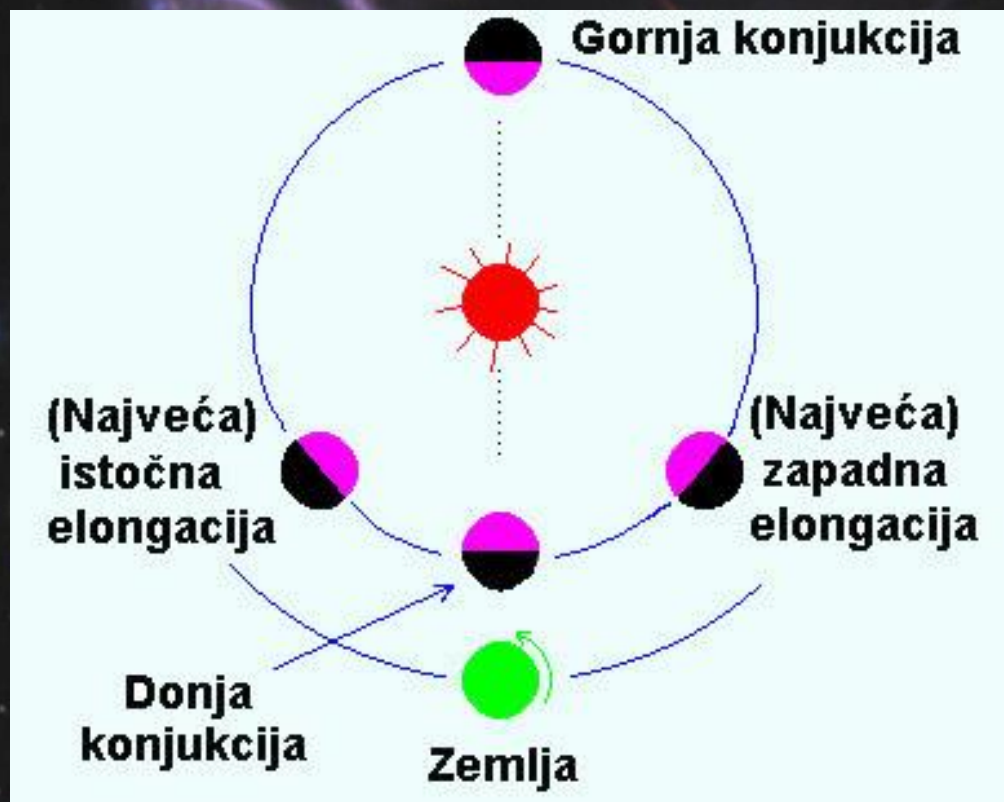 Gornja konjukcija
(Najveća)
istočna
elongacija
(Najveća)
zapadna
elongacija
Donja
konjukcija
Zemlja